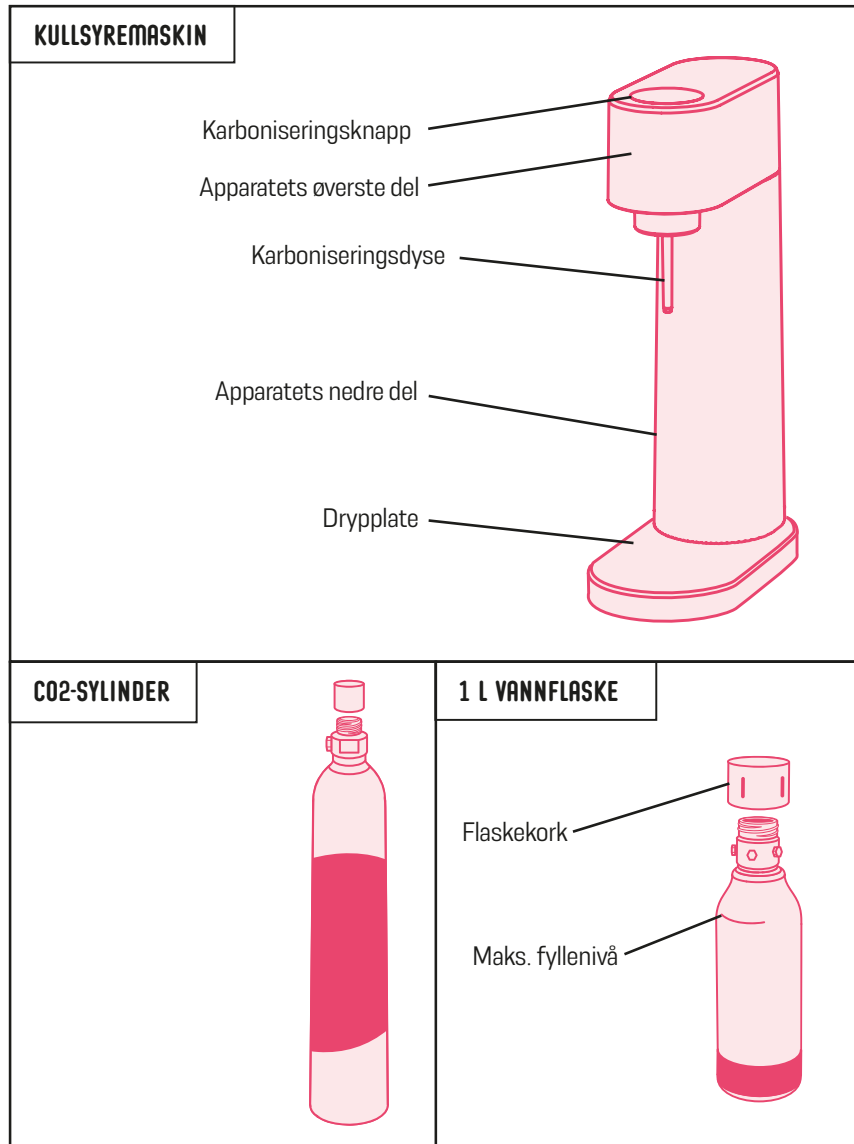 KULLSYREMASKIN
Karboniseringsknapp
Apparatets øverste del
Karboniseringsdyse
Apparatets nedre del
Drypplate
CO2-SYLINDER
1 L VANNFLASKE
Flaskekork
Maks. fyllenivå